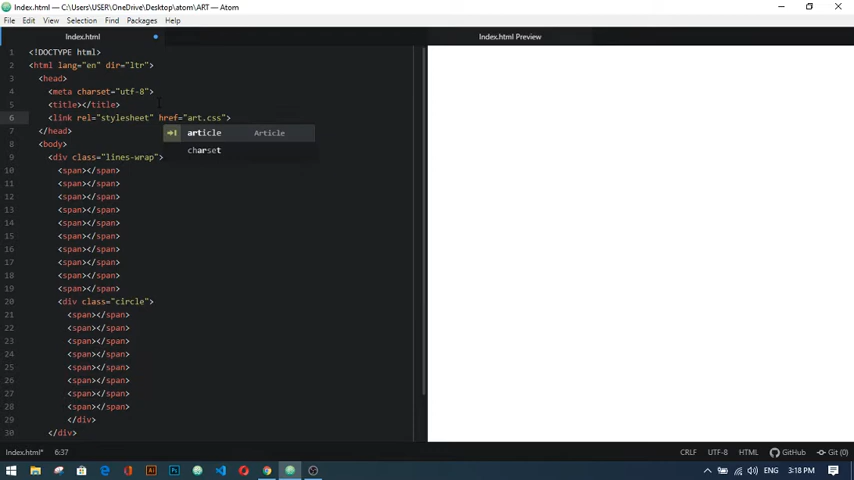 Index.html — C:\Users\USER\OneDrive\Desktop\atom\ART — Atom
File Edit View Selection Find Packages Help
Index.html
Index.html Preview
1 <!DOCTYPE html>
2 <html lang="en" dir="ltr">
3 <head>
4 <meta charset="utf-8">
5 <title></title>
6 <link rel="stylesheet" href="art.css">
7 </head>
article Article
charset
8 <body>
9 <div class="lines-wrap">
10 <span></span>
11 <span></span>
12 <span></span>
13 <span></span>
14 <span></span>
15 <span></span>
16 <span></span>
17 <span></span>
18 <span></span>
19 <span></span>
20 <div class="circle">
21 <span></span>
22 <span></span>
23 <span></span>
24 <span></span>
25 <span></span>
26 <span></span>
27 <span></span>
28 <span></span>
29 </div>
30 </div>
Index.html* 6:37
CRLF UTF-8 HTML GitHub Git (0)
ENG 3:18 PM